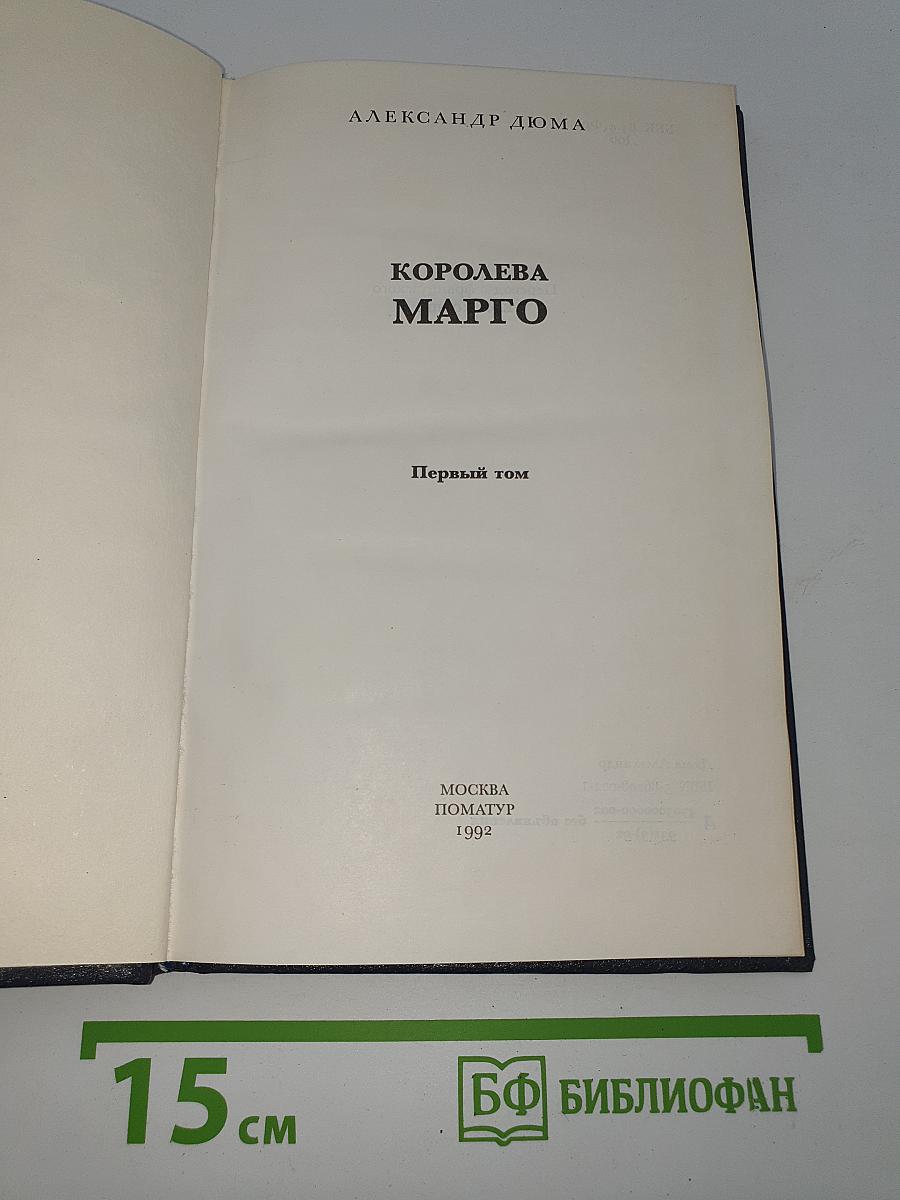 АЛЕКСАНДР ДЮМА
КОРОЛЕВА
МАРГО
Первый том
МОСКВА
ПОМАТУР
1992
15 см
БФ БИБЛИОФАН